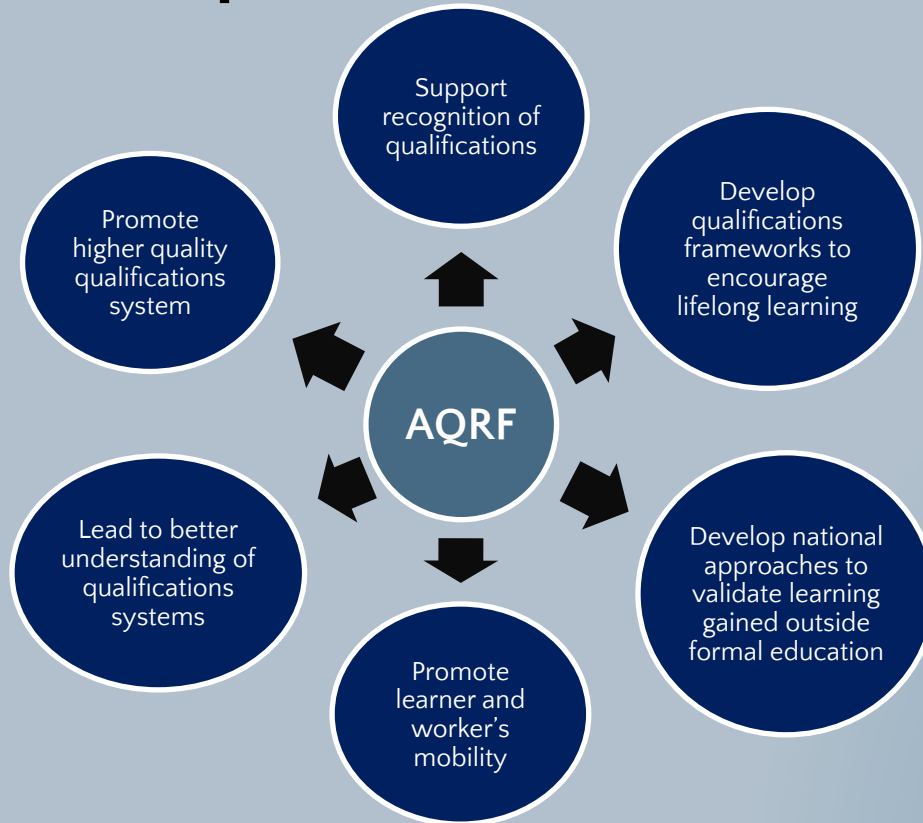 Support
recognition of
qualifications
Develop
qualifications
frameworks to
encourage
lifelong learning
Develop national
approaches to
validate learning
gained outside
formal education
Promote
learner and
worker’s
mobility
Lead to better
understanding of
qualifications
systems
Promote
higher quality
qualifications
system
AQRF